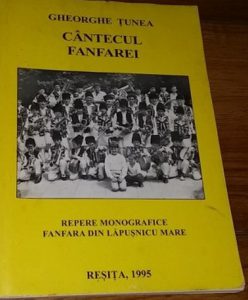 GHEORGHE ȚUNEA
CÂNTECUL
FANFAREI
REPERE MONOGRAFICE
FANFARA DIN LĂPUȘNICU MARE
REȘIȚA, 1995